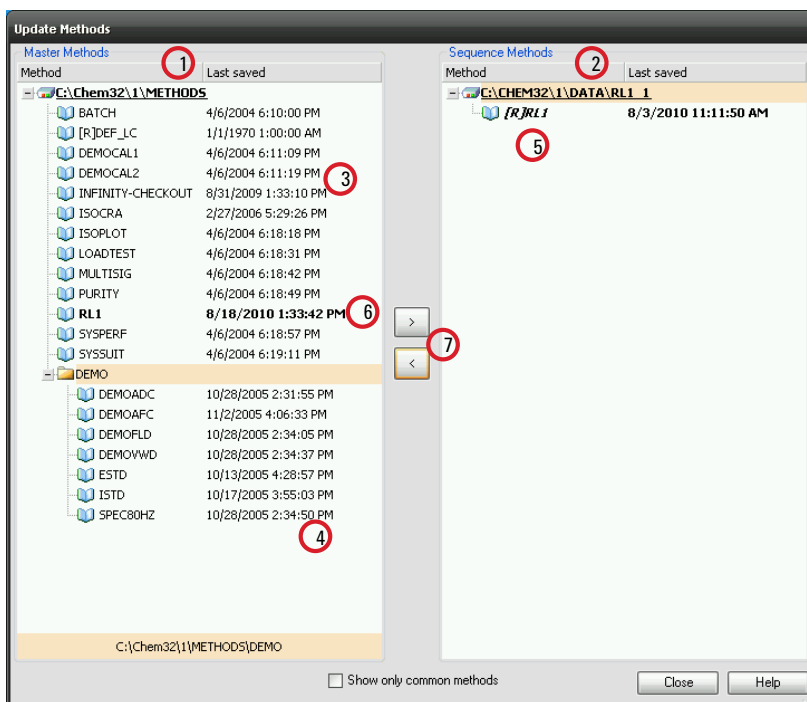 Update Methods
Master Methods
1
Method Last saved
C:\Chem32\1\METHODS
BATCH 4/6/2004 6:10:00 PM
[R]DEF_LC 1/1/1970 1:00:00 AM
DEMOCAL1 4/6/2004 6:11:09 PM
DEMOCAL2 4/6/2004 6:11:19 PM
3
INFINITY-CHECKOUT 8/31/2009 1:33:10 PM
ISOCRA 2/27/2006 5:29:26 PM
ISOPLOT 4/6/2004 6:18:18 PM
LOADTEST 4/6/2004 6:18:31 PM
MULTISIG 4/6/2004 6:18:42 PM
PURITY 4/6/2004 6:18:49 PM
RL1 8/18/2010 1:33:42 PM
6
SYSPERF 4/6/2004 6:18:57 PM
SYSSUIT 4/6/2004 6:19:11 PM
DEMO
DEMOADC 10/28/2005 2:31:55 PM
DEMOAFC 11/2/2005 4:06:33 PM
DEMOFLD 10/28/2005 2:34:05 PM
DEMOVWD 10/28/2005 2:34:37 PM
ESTD 10/13/2005 4:28:57 PM
ISTD 10/17/2005 3:55:03 PM
SPEC80HZ 10/28/2005 2:34:50 PM
4
C:\Chem32\1\METHODS\DEMO
>
7
<
Sequence Methods
2
Method Last saved
C:\CHEM32\1\DATA\RL1 1
[R]RL1 8/3/2010 11:11:50 AM
5
Show only common methods
Close
Help